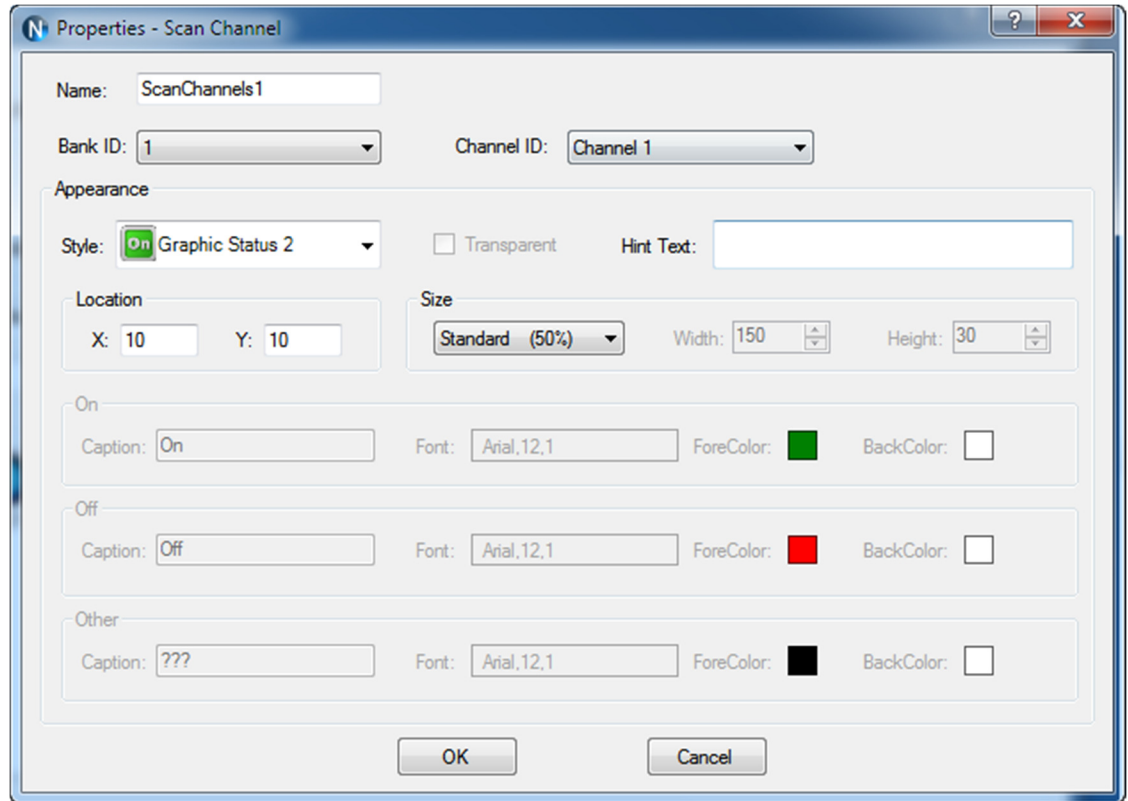 N Properties - Scan Channel ?
Name: ScanChannels1
Bank ID: 1 Channel ID: Channel 1
Appearance
Style: On Graphic Status 2 Transparent Hint Text:
Location Size
X: 10 Y: 10 Standard (50%) Width: 150 Height: 30
On
Caption: On Font: Arial,12,1 ForeColor: BackColor:
Off
Caption: Off Font: Arial,12,1 ForeColor: BackColor:
Other
Caption: ??? Font: Arial,12,1 ForeColor: BackColor:
OK Cancel